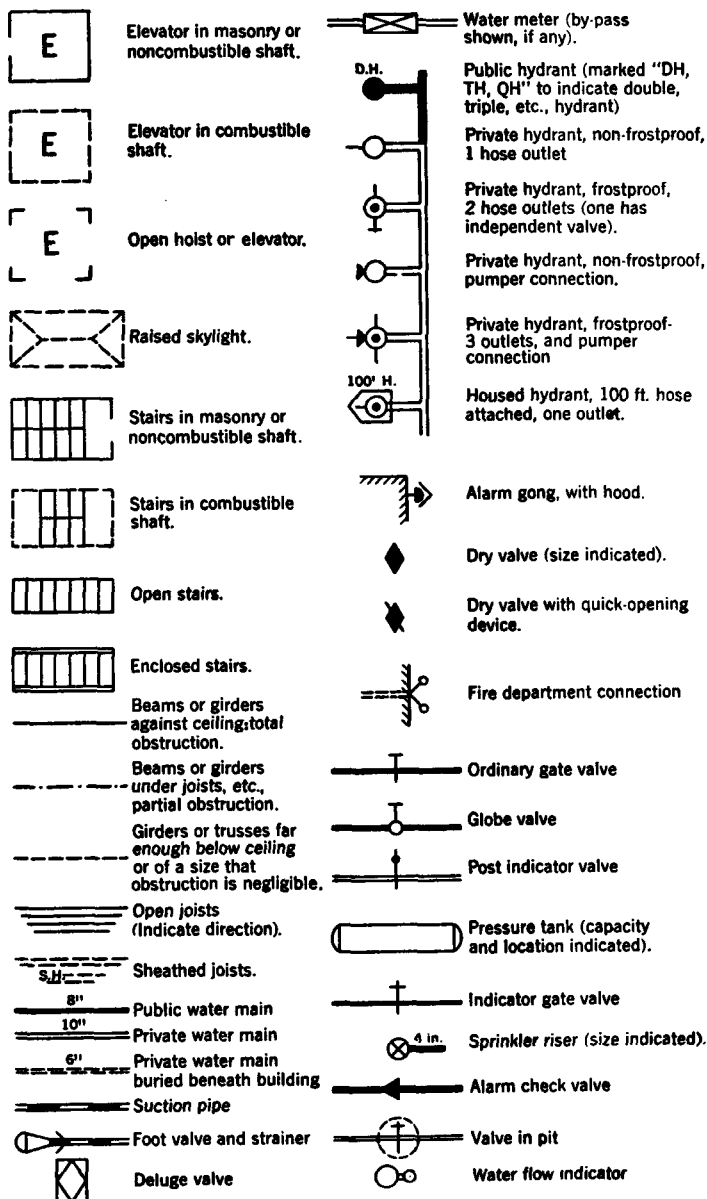 E
Elevator in masonry or
noncombustible shaft.
E
Elevator in combustible
shaft.
E
Open hoist or elevator.
Raised skylight.
Stairs in masonry or
noncombustible shaft.
Stairs in combustible
shaft.
Open stairs.
Enclosed stairs.
Beams or girders
against ceiling:total
obstruction.
Beams or girders
under joists, etc.,
partial obstruction.
Girders or trusses far
enough below ceiling
or of a size that
obstruction is negligible.
Open joists
(Indicate direction).
S.H.
Sheathed joists.
8"
Public water main
10"
Private water main
6"
Private water main
buried beneath building
Suction pipe
Foot valve and strainer
Deluge valve
Water meter (by-pass
shown, if any).
D.H.
Public hydrant (marked "DH,
TH, QH" to indicate double,
triple, etc., hydrant)
Private hydrant, non-frostproof,
1 hose outlet
Private hydrant, frostproof,
2 hose outlets (one has
independent valve).
Private hydrant, non-frostproof,
pumper connection.
Private hydrant, frostproof-
3 outlets, and pumper
connection
100' H.
Housed hydrant, 100 ft. hose
attached, one outlet.
Alarm gong, with hood.
Dry valve (size indicated).
Dry valve with quick-opening
device.
Fire department connection
Ordinary gate valve
Globe valve
Post indicator valve
Pressure tank (capacity
and location indicated).
Indicator gate valve
4 in.
Sprinkler riser (size indicated).
Alarm check valve
Valve in pit
Water flow indicator